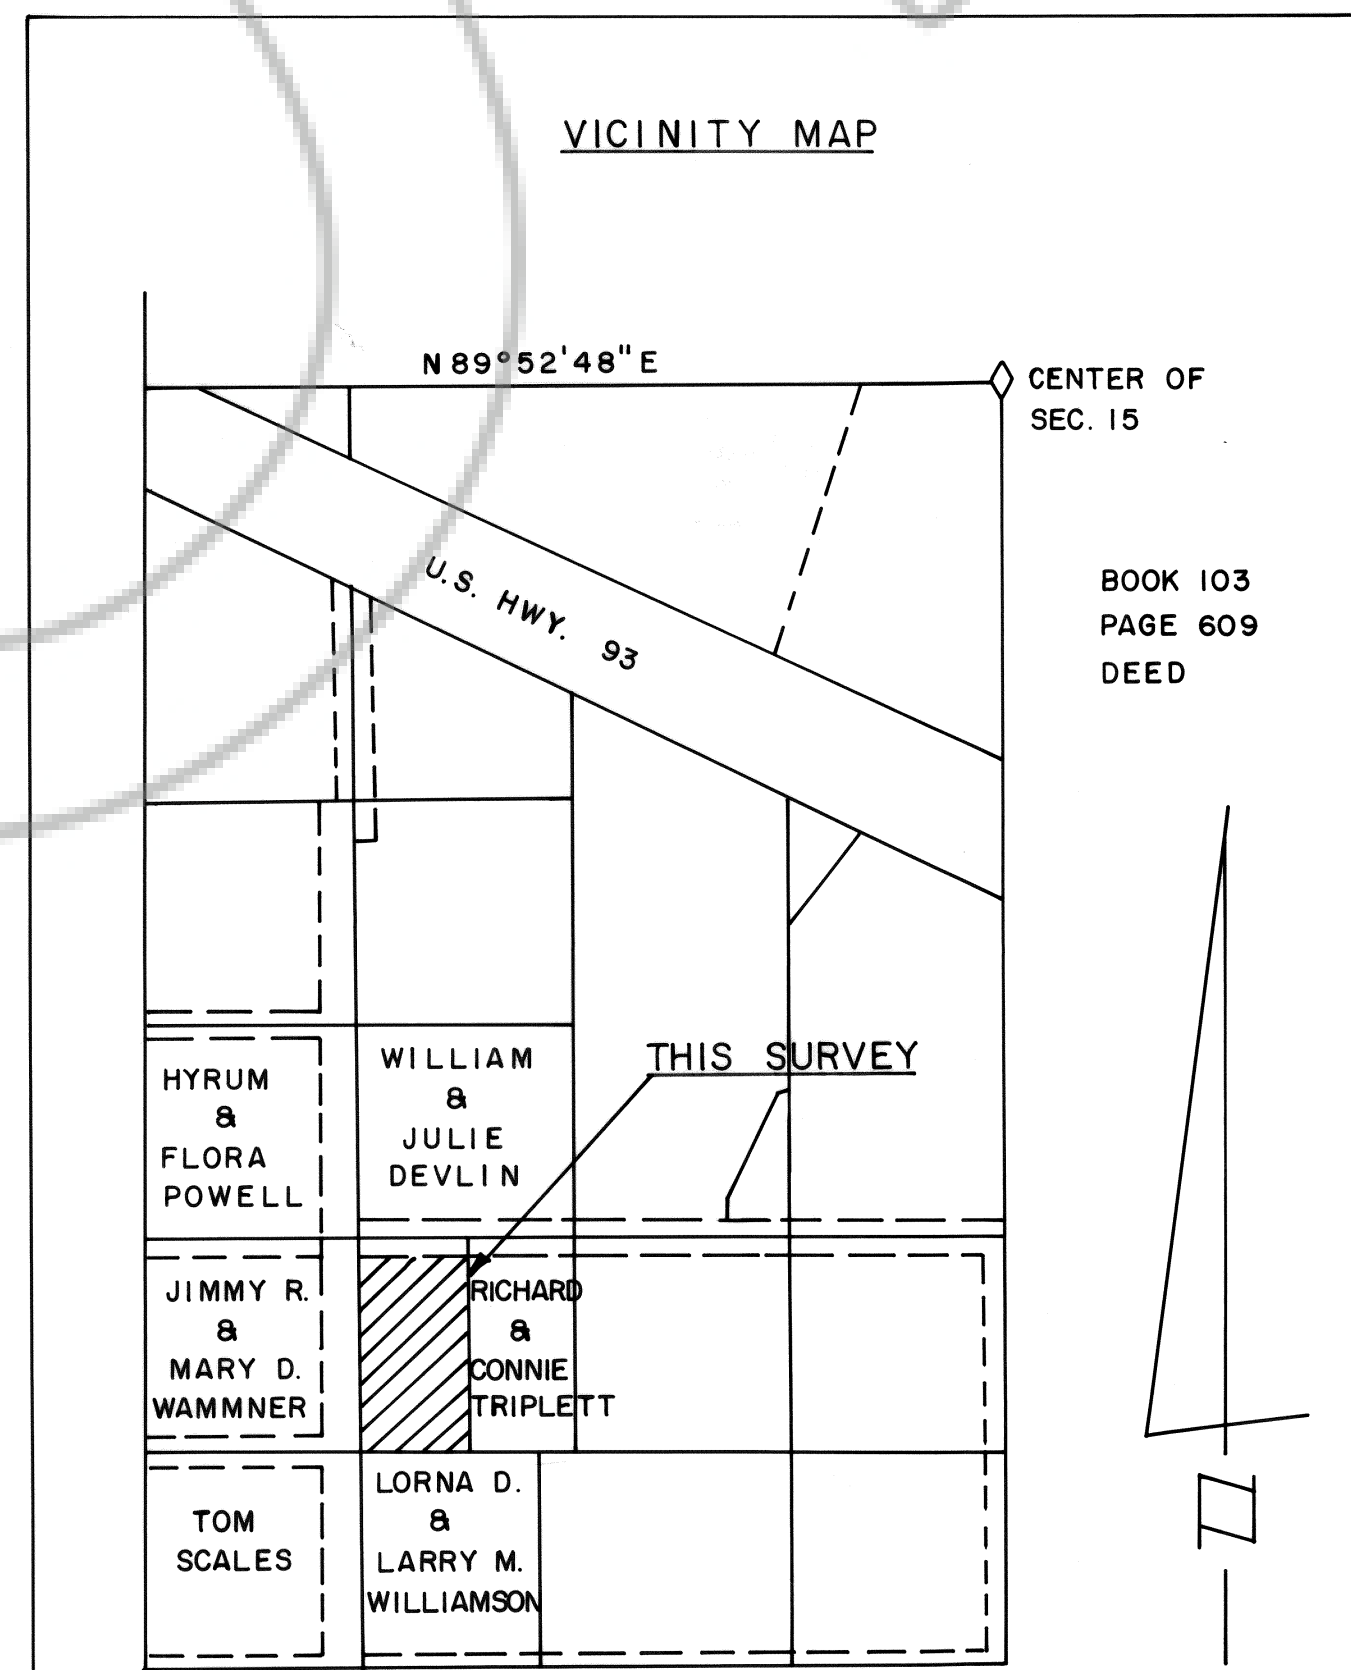 VICINITY MAP
N 89°52'48" E
CENTER OF
SEC. 15
U.S. HWY. 93
BOOK 103
PAGE 609
DEED
THIS SURVEY
HYRUM
&
FLORA
POWELL
WILLIAM
&
JULIE
DEVLIN
JIMMY R.
&
MARY D.
WAMMNER
RICHARD
&
CONNIE
TRIPLETT
TOM
SCALES
LORNA D.
&
LARRY M.
WILLIAMSON